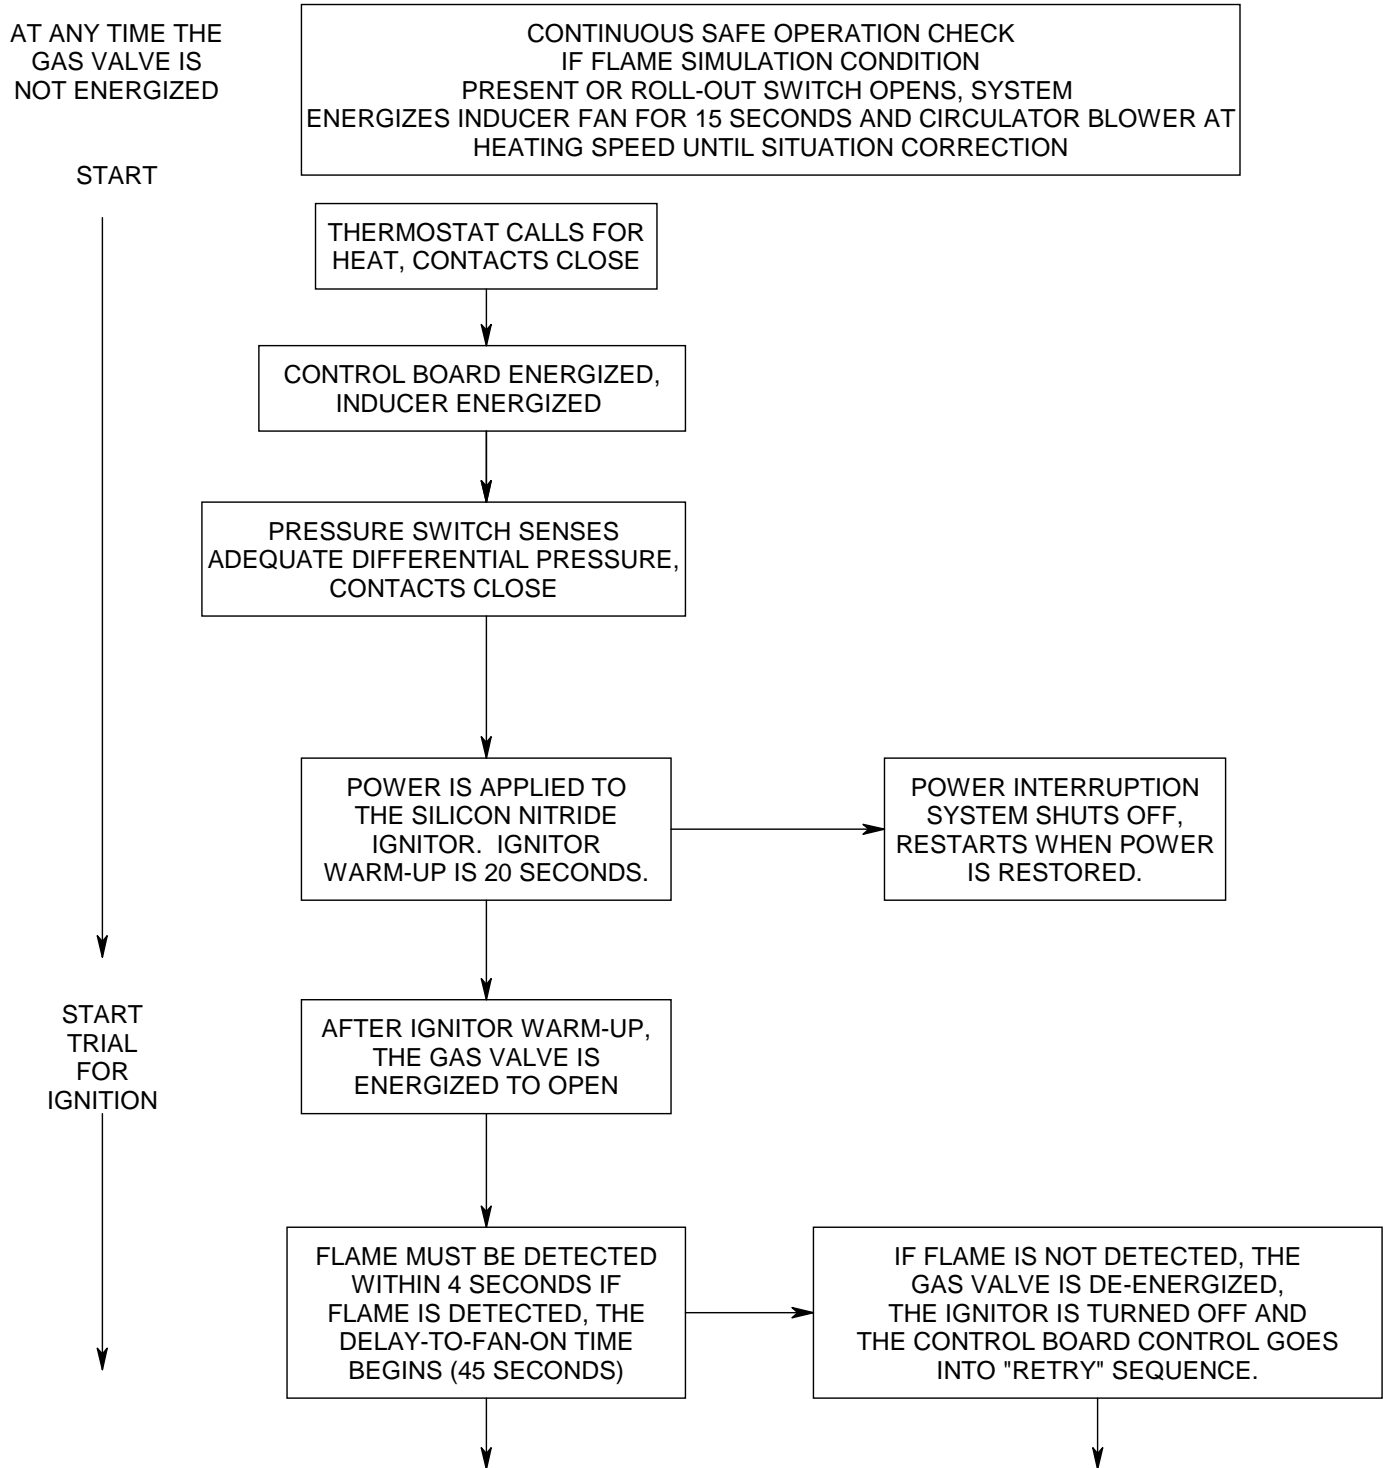 AT ANY TIME THE
GAS VALVE IS
NOT ENERGIZED
CONTINUOUS SAFE OPERATION CHECK
IF FLAME SIMULATION CONDITION
PRESENT OR ROLL-OUT SWITCH OPENS, SYSTEM
ENERGIZES INDUCER FAN FOR 15 SECONDS AND CIRCULATOR BLOWER AT
HEATING SPEED UNTIL SITUATION CORRECTION
START
THERMOSTAT CALLS FOR
HEAT, CONTACTS CLOSE
CONTROL BOARD ENERGIZED,
INDUCER ENERGIZED
PRESSURE SWITCH SENSES
ADEQUATE DIFFERENTIAL PRESSURE,
CONTACTS CLOSE
POWER IS APPLIED TO
THE SILICON NITRIDE
IGNITOR. IGNITOR
WARM-UP IS 20 SECONDS.
POWER INTERRUPTION
SYSTEM SHUTS OFF,
RESTARTS WHEN POWER
IS RESTORED.
START
TRIAL
FOR
IGNITION
AFTER IGNITOR WARM-UP,
THE GAS VALVE IS
ENERGIZED TO OPEN
FLAME MUST BE DETECTED
WITHIN 4 SECONDS IF
FLAME IS DETECTED, THE
DELAY-TO-FAN-ON TIME
BEGINS (45 SECONDS)
IF FLAME IS NOT DETECTED, THE
GAS VALVE IS DE-ENERGIZED,
THE IGNITOR IS TURNED OFF AND
THE CONTROL BOARD CONTROL GOES
INTO "RETRY" SEQUENCE.